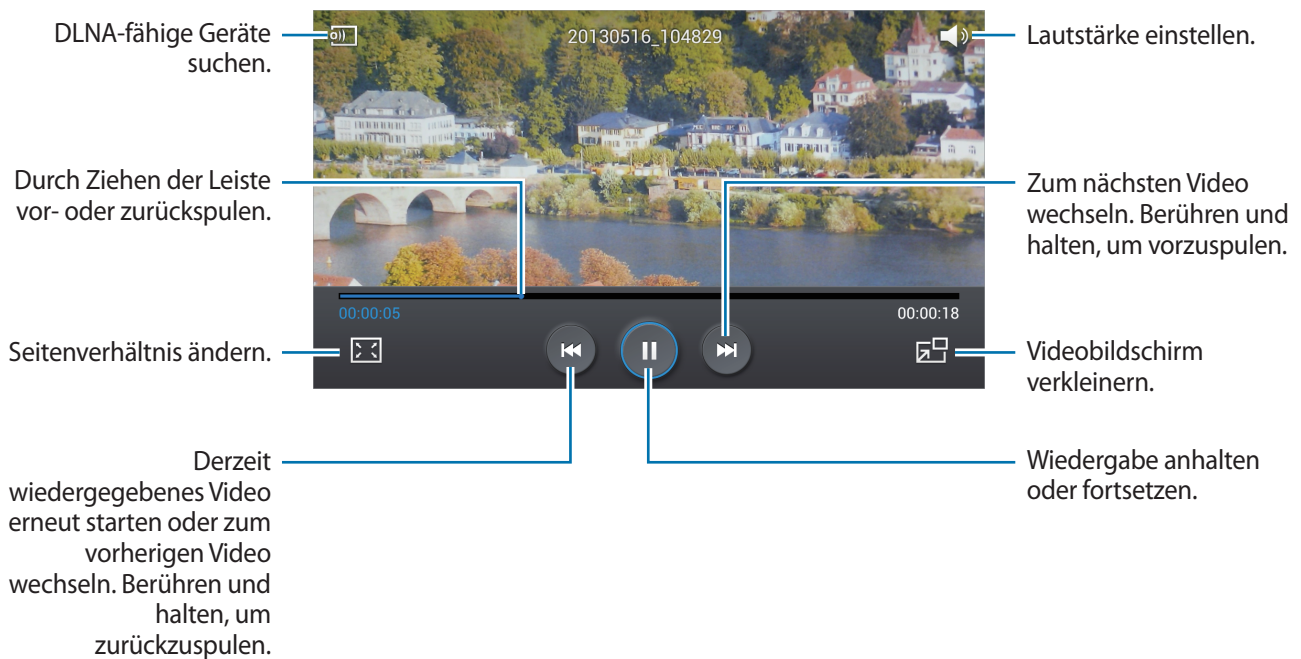 DLNA-fähige Geräte
suchen.
20130516_104829
Lautstärke einstellen.
Durch Ziehen der Leiste
vor- oder zurückspulen.
Zum nächsten Video
wechseln. Berühren und
halten, um vorzuspulen.
00:00:05
00:00:18
Seitenverhältnis ändern.
Videobildschirm
verkleinern.
Derzeit
wiedergegebenes Video
erneut starten oder zum
vorherigen Video
wechseln. Berühren und
halten, um
zurückzuspulen.
Wiedergabe anhalten
oder fortsetzen.